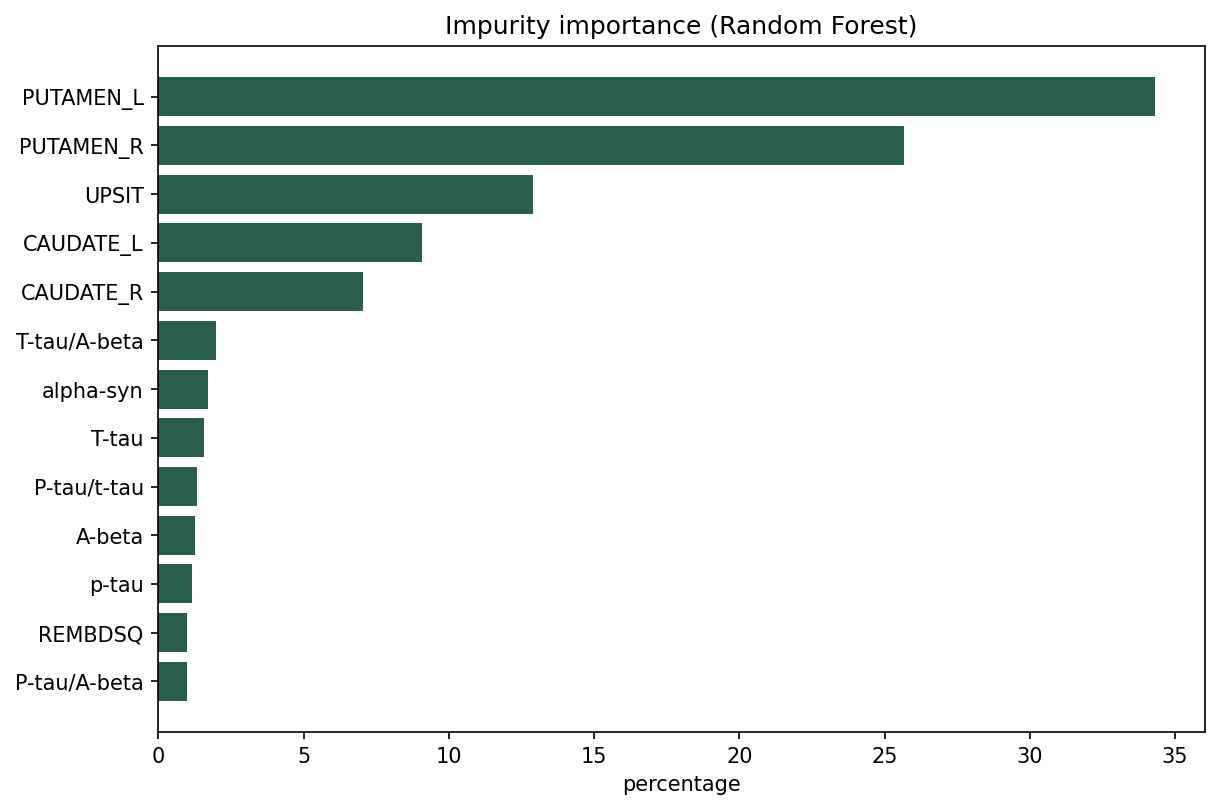 Impurity importance (Random Forest)
PUTAMEN_L
PUTAMEN_R
UPSIT
CAUDATE_L
CAUDATE_R
T-tau/A-beta
alpha-syn
T-tau
P-tau/t-tau
A-beta
p-tau
REMBDSQ
P-tau/A-beta
0 5 10 15 20 25 30 35
percentage